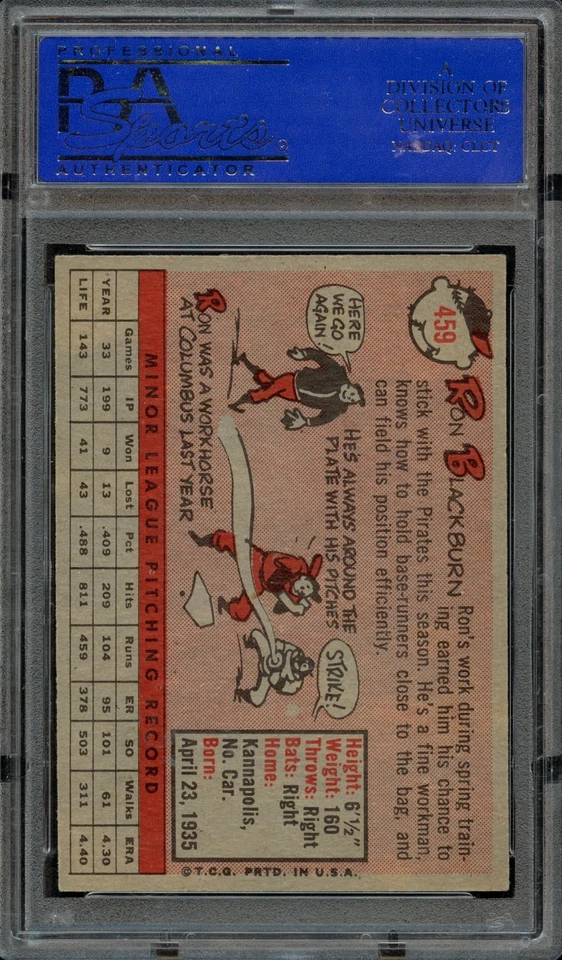 PROFESSIONAL
PSA
Sports
AUTHENTICATOR
A
DIVISION OF
COLLECTORS
UNIVERSE
NASDAQ: CLCT
459
RON BLACKBURN
Ron's work during spring train-
ing earned him his chance to
stick with the Pirates this season. He's a fine workman,
knows how to hold base-runners close to the bag, and
can field his position efficiently.
HERE
WE GO
AGAIN!
HE'S ALWAYS AROUND THE
PLATE WITH HIS PITCHES
STRIKE!
RON WAS A WORKHORSE
AT COLUMBUS LAST YEAR
Height: 6'½"
Weight: 160
Throws: Right
Bats: Right
Home:
Kannapolis,
No. Car.
Born:
April 23, 1935
© T.C.G. PRTD. IN U.S.A.
MINOR LEAGUE PITCHING RECORD
Games IP Won Lost Pct Hits Runs ER SO Walks ERA
YEAR 33 199 9 13 .409 209 104 95 101 61 4.30
LIFE 143 773 41 43 .488 811 459 378 503 311 4.40